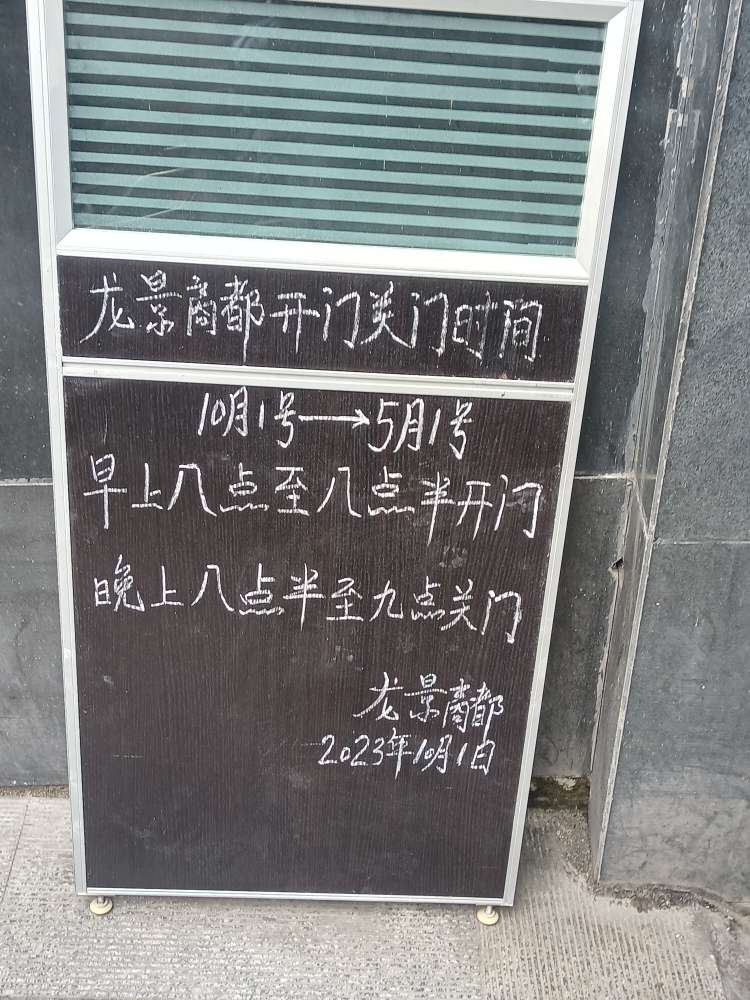 龙景商都开门关门时间
10月1号→5月1号
早上八点至八点半开门
晚上八点半至九点关门
龙景商都
2023年10月1日